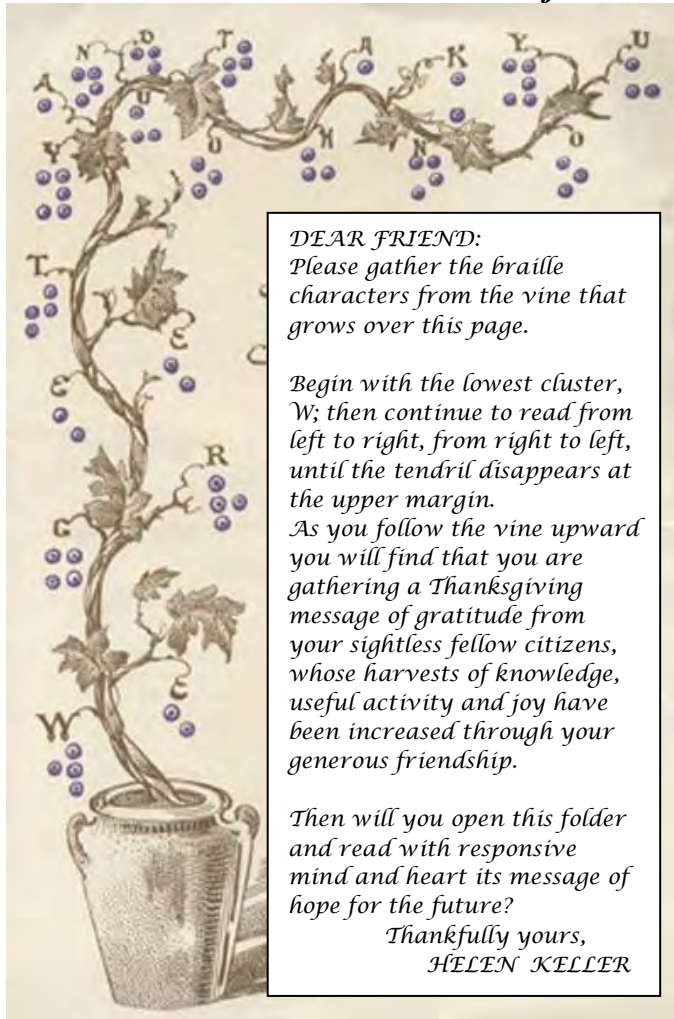 W
E
G
R
E
E
T
Y
O
U
A
N
D
T
H
A
N
K
Y
O
U
DEAR FRIEND:
Please gather the braille
characters from the vine that
grows over this page.
Begin with the lowest cluster,
W; then continue to read from
left to right, from right to left,
until the tendril disappears at
the upper margin.
As you follow the vine upward
you will find that you are
gathering a Thanksgiving
message of gratitude from
your sightless fellow citizens,
whose harvests of knowledge,
useful activity and joy have
been increased through your
generous friendship.
Then will you open this folder
and read with responsive
mind and heart its message of
hope for the future?
Thankfully yours,
HELEN KELLER